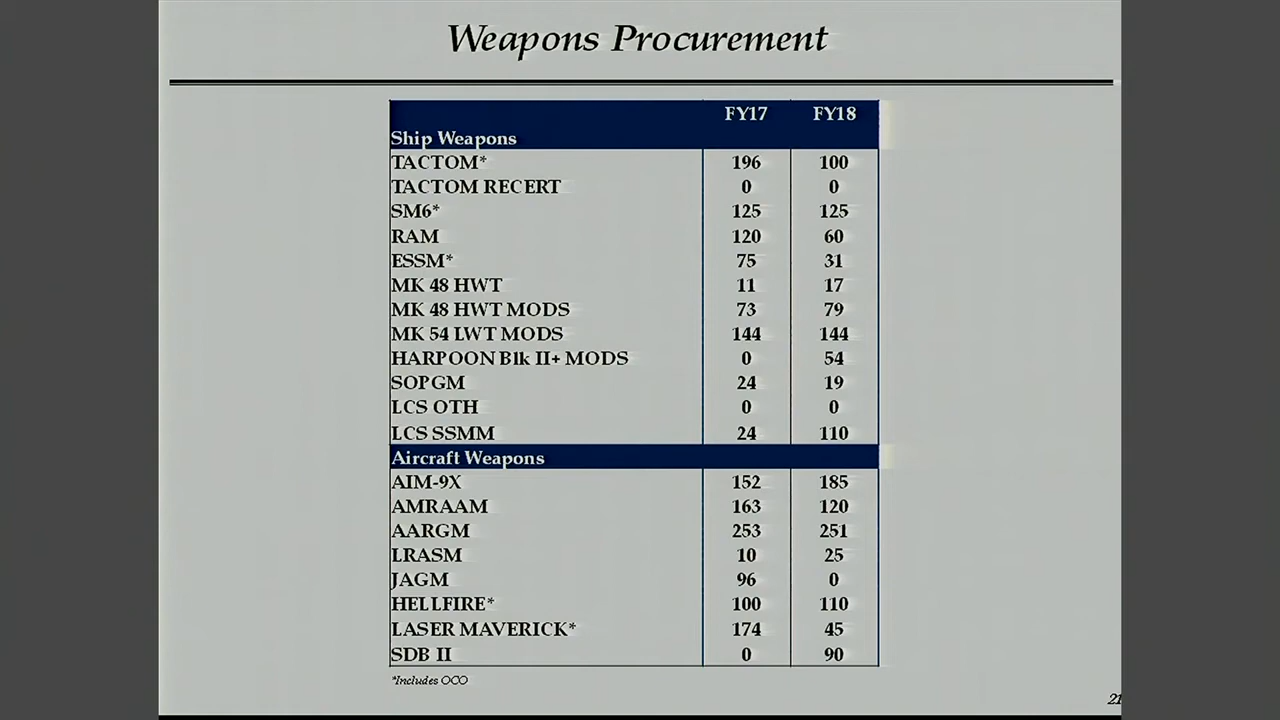 Weapons Procurement
FY17 FY18
Ship Weapons
TACTOM* 196 100
TACTOM RECERT 0 0
SM6* 125 125
RAM 120 60
ESSM* 75 31
MK 48 HWT 11 17
MK 48 HWT MODS 73 79
MK 54 LWT MODS 144 144
HARPOON Blk II+ MODS 0 54
SOPGM 24 19
LCS OTH 0 0
LCS SSMM 24 110
Aircraft Weapons
AIM-9X 152 185
AMRAAM 163 120
AARGM 253 251
LRASM 10 25
JAGM 96 0
HELLFIRE* 100 110
LASER MAVERICK* 174 45
SDB II 0 90
*Includes OCO
21